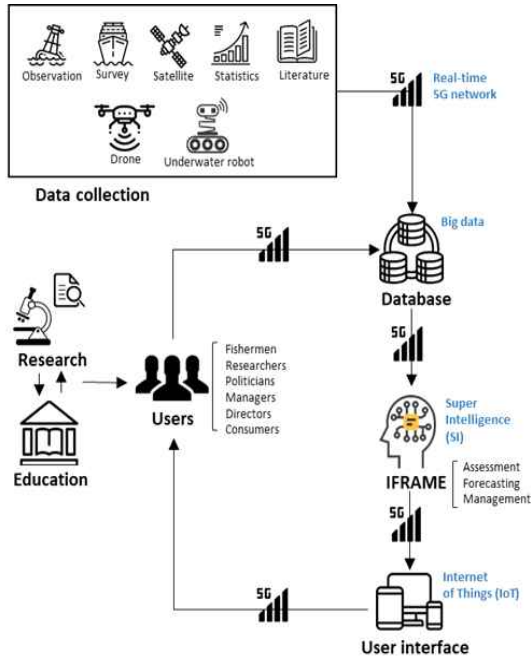 Observation
Survey
Satellite
Statistics
Literature
Drone
Underwater robot
Data collection
5G
Real-time
5G network
Big data
Database
5G
5G
Research
Education
Users
Fishermen
Researchers
Politicians
Managers
Directors
Consumers
Super
Intelligence
(SI)
IFRAME
Assessment
Forecasting
Management
5G
Internet
of Things (IoT)
5G
User interface